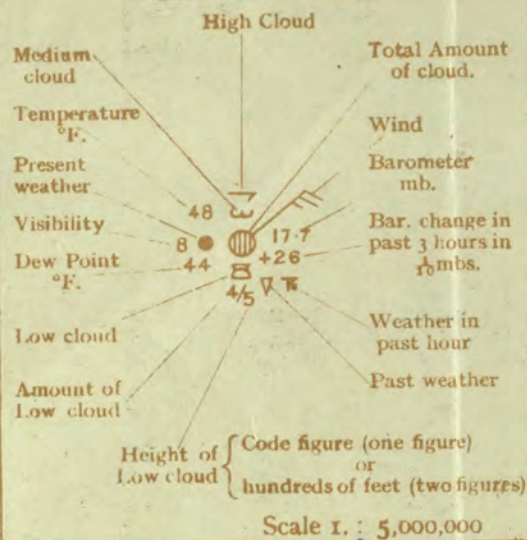 High Cloud
Medium
cloud
Total Amount
of cloud.
Temperature
°F.
Wind
Present
weather
Barometer
mb.
48
Visibility
8
17·7
Bar. change in
past 3 hours in
1/10 mbs.
Dew Point
°F.
44
+26
Low cloud
4/5
Weather in
past hour
Amount of
Low cloud
Past weather
Height of
Low cloud
Code figure (one figure)
or
hundreds of feet (two figures)
Scale 1. : 5,000,000